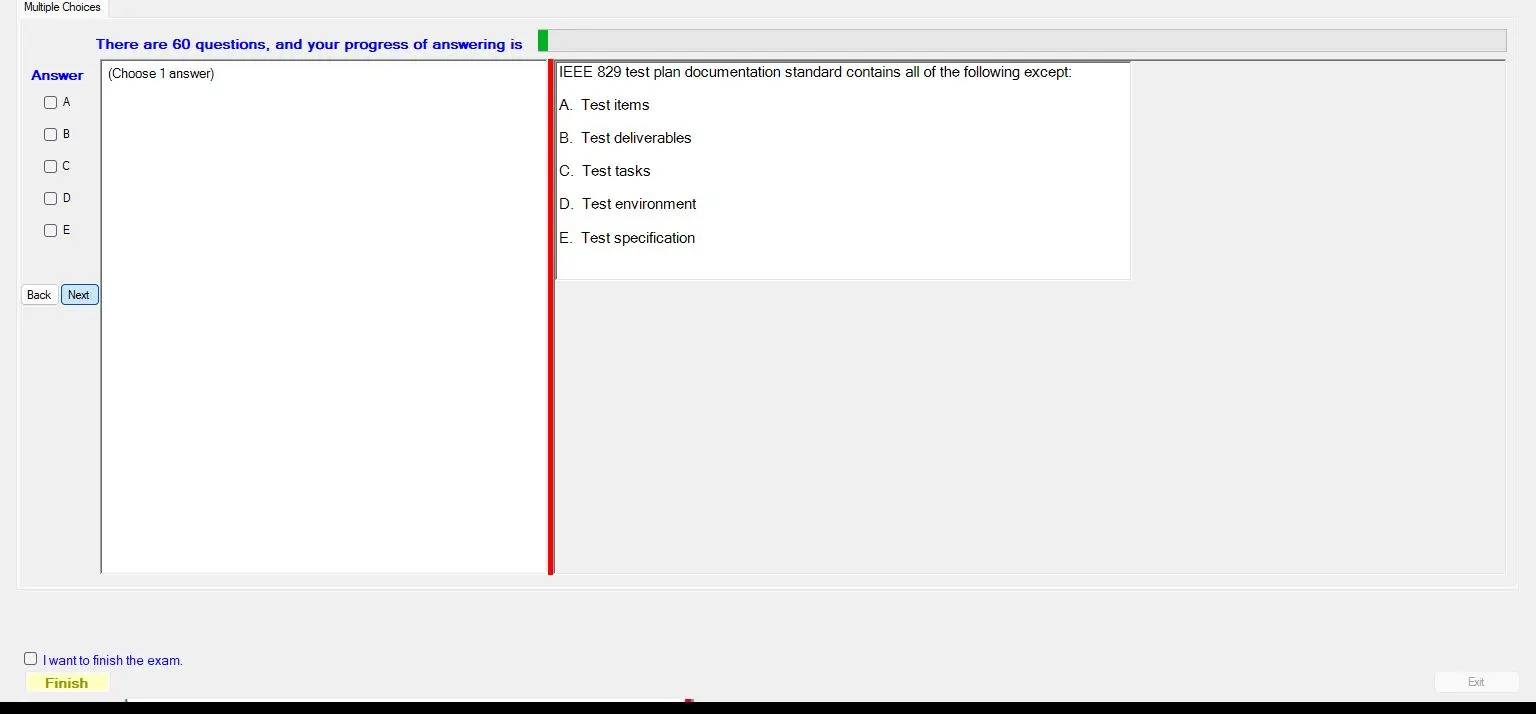 Multiple Choices
There are 60 questions, and your progress of answering is
Answer
A
B
C
D
E
Back Next
(Choose 1 answer)
IEEE 829 test plan documentation standard contains all of the following except:
A. Test items
B. Test deliverables
C. Test tasks
D. Test environment
E. Test specification
I want to finish the exam.
Finish
Exit